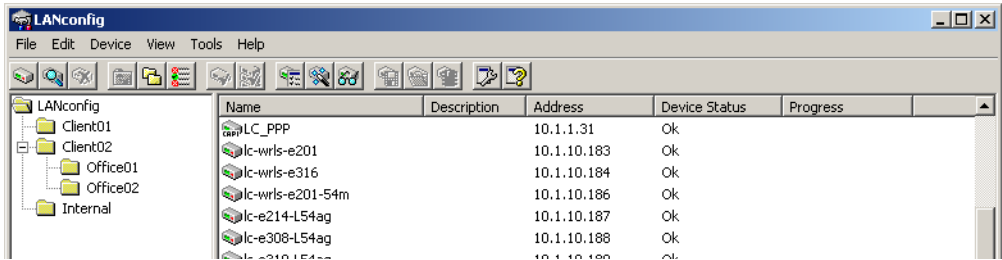 LANconfig
File Edit Device View Tools Help
LANconfig
Client01
Client02
Office01
Office02
Internal
Name Description Address Device Status Progress
CAPI LC_PPP 10.1.1.31 Ok
lc-wrls-e201 10.1.10.183 Ok
lc-wrls-e316 10.1.10.184 Ok
lc-wrls-e201-54m 10.1.10.186 Ok
lc-e214-L54ag 10.1.10.187 Ok
lc-e308-L54ag 10.1.10.188 Ok